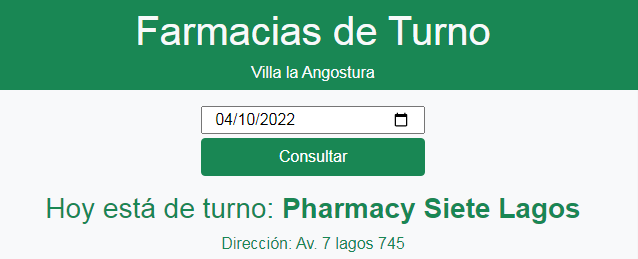 Farmacias de Turno
Villa la Angostura
04/10/2022
Consultar
Hoy está de turno: Pharmacy Siete Lagos
Dirección: Av. 7 lagos 745